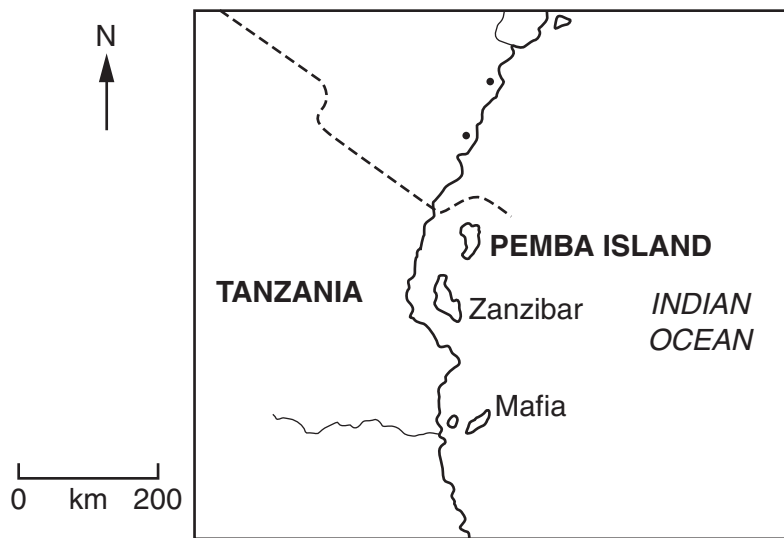 N
PEMBA ISLAND
TANZANIA
Zanzibar
INDIAN
OCEAN
Mafia
0 km 200